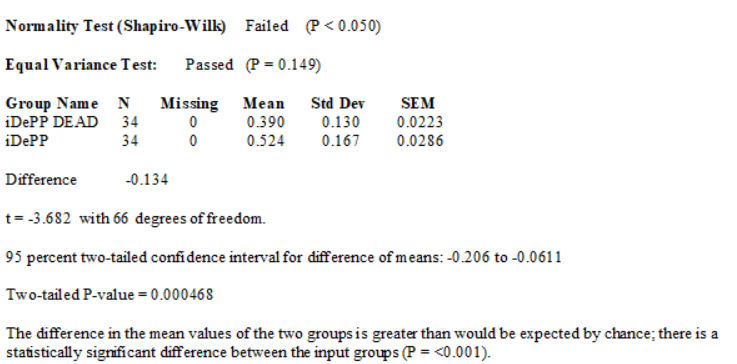 Normality Test (Shapiro-Wilk) Failed (P < 0.050)
Equal Variance Test: Passed (P = 0.149)
Group Name N Missing Mean Std Dev SEM
iDePP DEAD 34 0 0.390 0.130 0.0223
iDePP 34 0 0.524 0.167 0.0286
Difference -0.134
t = -3.682 with 66 degrees of freedom.
95 percent two-tailed confidence interval for difference of means: -0.206 to -0.0611
Two-tailed P-value = 0.000468
The difference in the mean values of the two groups is greater than would be expected by chance; there is a
statistically significant difference between the input groups (P = <0.001).